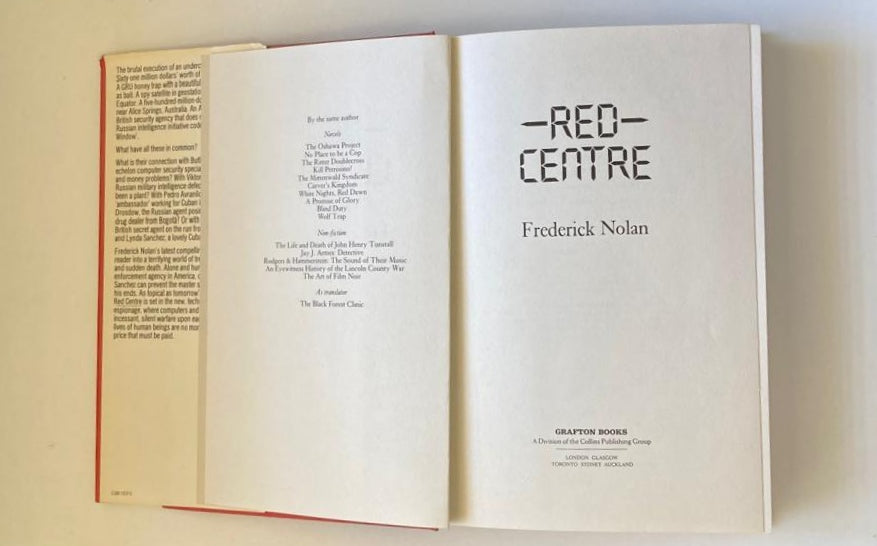 The brutal execution of an underc
Sixty-one million dollars' worth of
A GRU honey trap with a beautiful
as bait. A spy satellite in geostatio
Equator. A five-hundred-million-do
near Alice Springs, Australia. An A
British security agency that does
Russian intelligence initiative code
Window'.
What have all these in common?
What is their connection with Butl
echelon computer security specia
and money problems? With Viktor
Russian military intelligence defec
been a plant? With Pedro
'ambassador' working for Cuban i
Drosdow, the Russian agent posi
drug dealer from Bogotá? Or with
British secret agent on the run fro
and Lynda Sanchez, a lovely Cuba
Frederick Nolan's latest compellin
reader into a terrifying world of tr
and sudden death. Alone and hun
enforcement agency in America, c
Sanchez can prevent the master s
his ends. As topical as tomorrow'
Red Centre is set in the new, tech
espionage, where computers and
incessant, silent warfare upon eac
lives of human beings are no mor
price that must be paid.
By the same author
Novels
The Oshawa Project
No Place to be a Cop
The Ritter Doublecross
Kill Petrosino!
The Mittenwald Syndicate
Carver's Kingdom
White Nights, Red Dawn
A Promise of Glory
Blind Duty
Wolf Trap
Non-fiction
The Life and Death of John Henry Tunstall
Jay J. Armes: Detective
Rodgers & Hammerstein: The Sound of Their Music
An Eyewitness History of the Lincoln County War
The Art of Film Noir
As translator
The Black Forest Clinic
-RED-
CENTRE
Frederick Nolan
GRAFTON BOOKS
A Division of the Collins Publishing Group
LONDON GLASGOW
TORONTO SYDNEY AUCKLAND